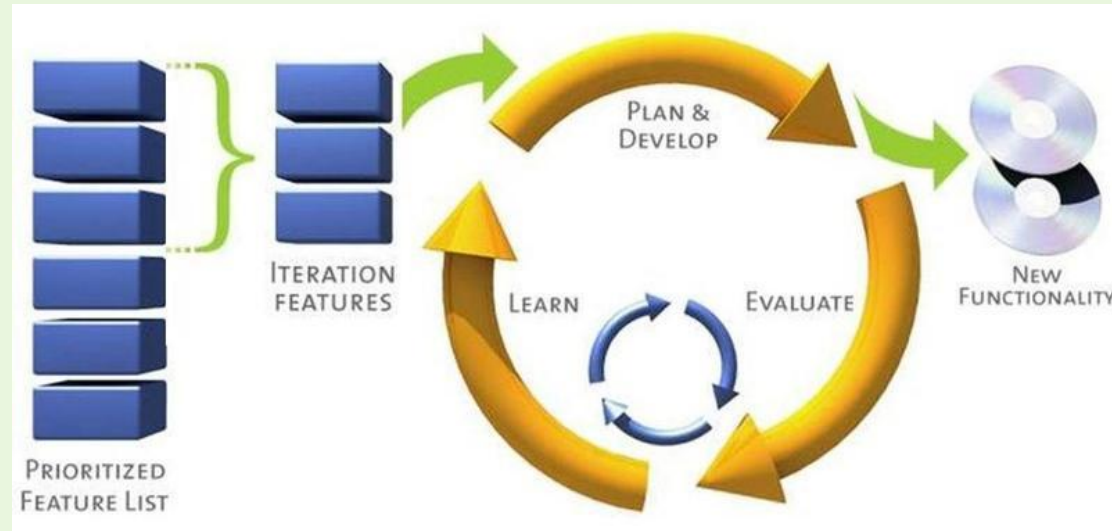 PRIORITIZED
FEATURE LIST
ITERATION
FEATURES
PLAN &
DEVELOP
LEARN
EVALUATE
NEW
FUNCTIONALITY